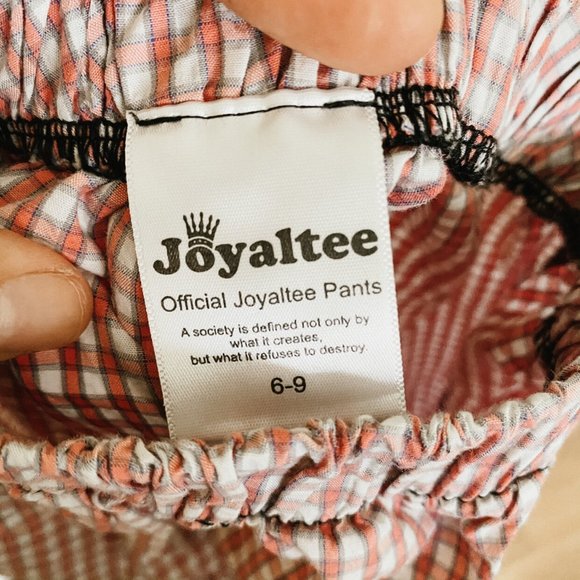 Joyaltee
Official Joyaltee Pants
A society is defined not only by
what it creates,
but what it refuses to destroy.
6-9